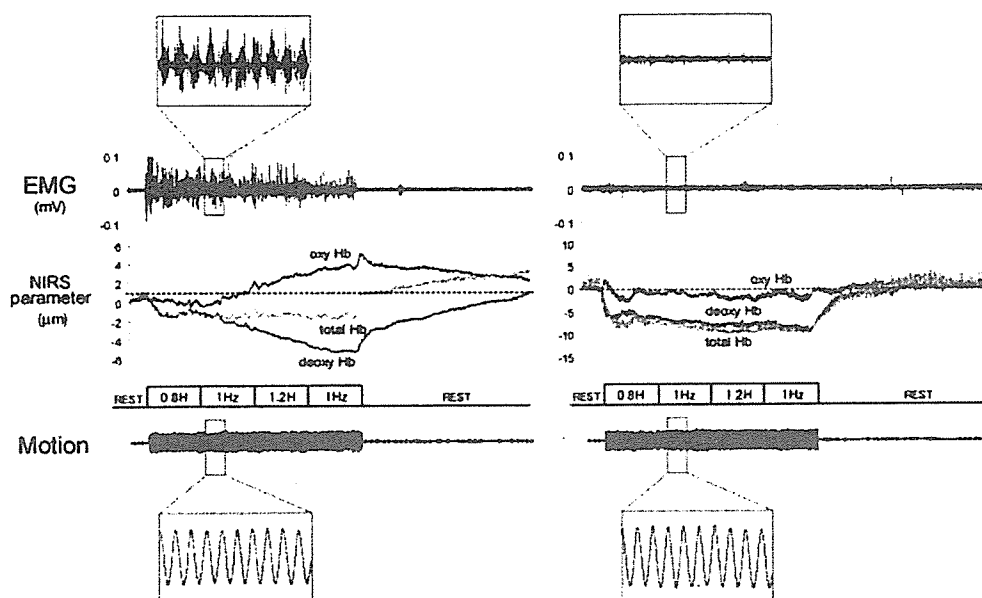 EMG
(mV)
0 1
0
-0.1
0 1
0
-0.1
NIRS
parameter
(μm)
6
4
2
0
-2
-4
-6
oxy Hb
total Hb
deoxy Hb
10
5
0
-5
-10
-15
oxy Hb
deoxy Hb
total Hb
REST 0 8H 1Hz 1.2H 1Hz REST
REST 0 8H 1Hz 1 2H 1Hz REST
Motion